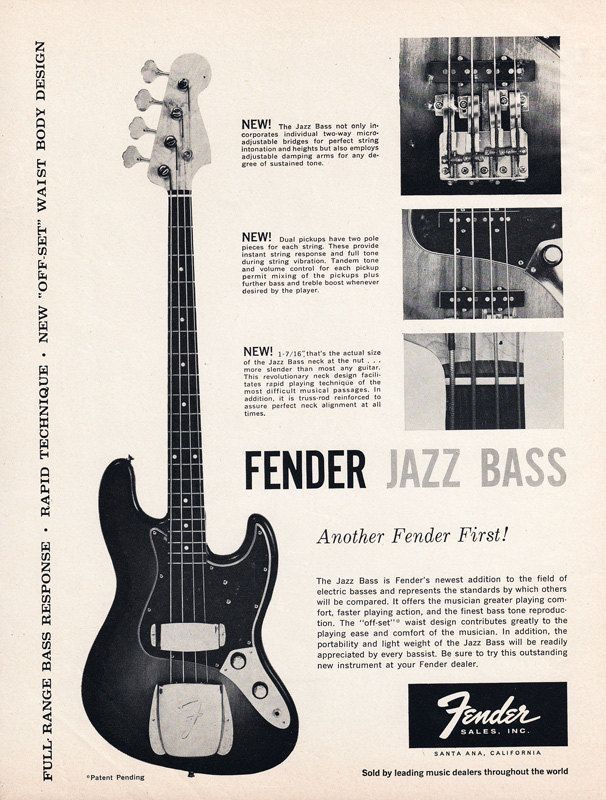 FULL-RANGE BASS RESPONSE • RAPID TECHNIQUE • NEW "OFF-SET" WAIST BODY DESIGN
NEW! The Jazz Bass not only in-
corporates individual two-way micro-
adjustable bridges for perfect string
intonation and heights but also employs
adjustable damping arms for any de-
gree of sustained tone.
NEW! Dual pickups have two pole
pieces for each string. These provide
instant string response and full tone
during string vibration. Tandem tone
and volume control for each pickup
permit mixing of the pickups plus
further bass and treble boost whenever
desired by the player.
NEW! 1-7/16", that's the actual size
of the Jazz Bass neck at the nut . . .
more slender than most any guitar.
This revolutionary neck design facili-
tates rapid playing technique of the
most difficult musical passages. In
addition, it is truss-rod reinforced to
assure perfect neck alignment at all
times.
FENDER JAZZ BASS
Another Fender First!
The Jazz Bass is Fender's newest addition to the field of
electric basses and represents the standards by which others
will be compared. It offers the musician greater playing com-
fort, faster playing action, and the finest bass tone reproduc-
tion. The "off-set"* waist design contributes greatly to the
playing ease and comfort of the musician. In addition, the
portability and light weight of the Jazz Bass will be readily
appreciated by every bassist. Be sure to try this outstanding
new instrument at your Fender dealer.
Fender
SALES, INC.
SANTA ANA, CALIFORNIA
*Patent Pending
Sold by leading music dealers throughout the world